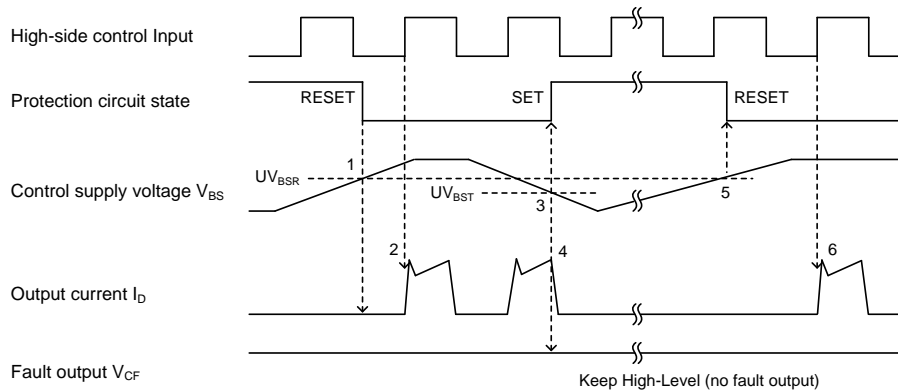 High-side control Input
Protection circuit state
RESET
SET
RESET
Control supply voltage VBS
UVBSR
1
UVBST
3
5
Output current ID
2
4
6
Fault output VCF
Keep High-Level (no fault output)